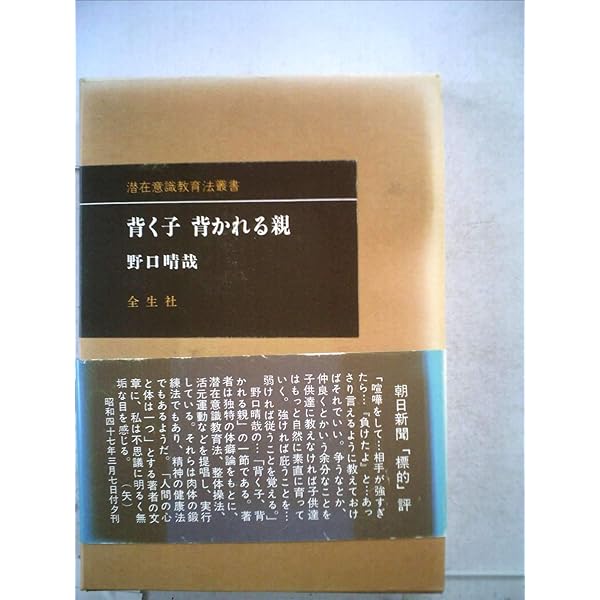 潜在意識教育法叢書
背く子 背かれる親
野口晴哉
全生社
朝日新聞「標的」評
「喧嘩をして…相手が強すぎ
たら…『負けたよ』と…あっ
さり言えるように教えておけ
ばそれでいい。争うなとか、
仲良くとかいう余分なことを
子供達に教えなければ子供達
はもっと自然に素直に育って
いく。強ければ庇うことを…
弱ければ従うことを覚える。」
野口晴哉の…「背く子、背
かれる親」の一節である。著
者は独特の体癖論をもとに、
潜在意識教育法、整体操法、
活元運動などを提唱し、実行
している。それらは肉体の鍛
練法でもあり、精神の健康法
でもあるようだ。「人間の心
と体は一つ」とする著者の文
章に、私は不思議に明るく無
垢な目を感じる。（矢）
昭和四十七年三月七日付夕刊